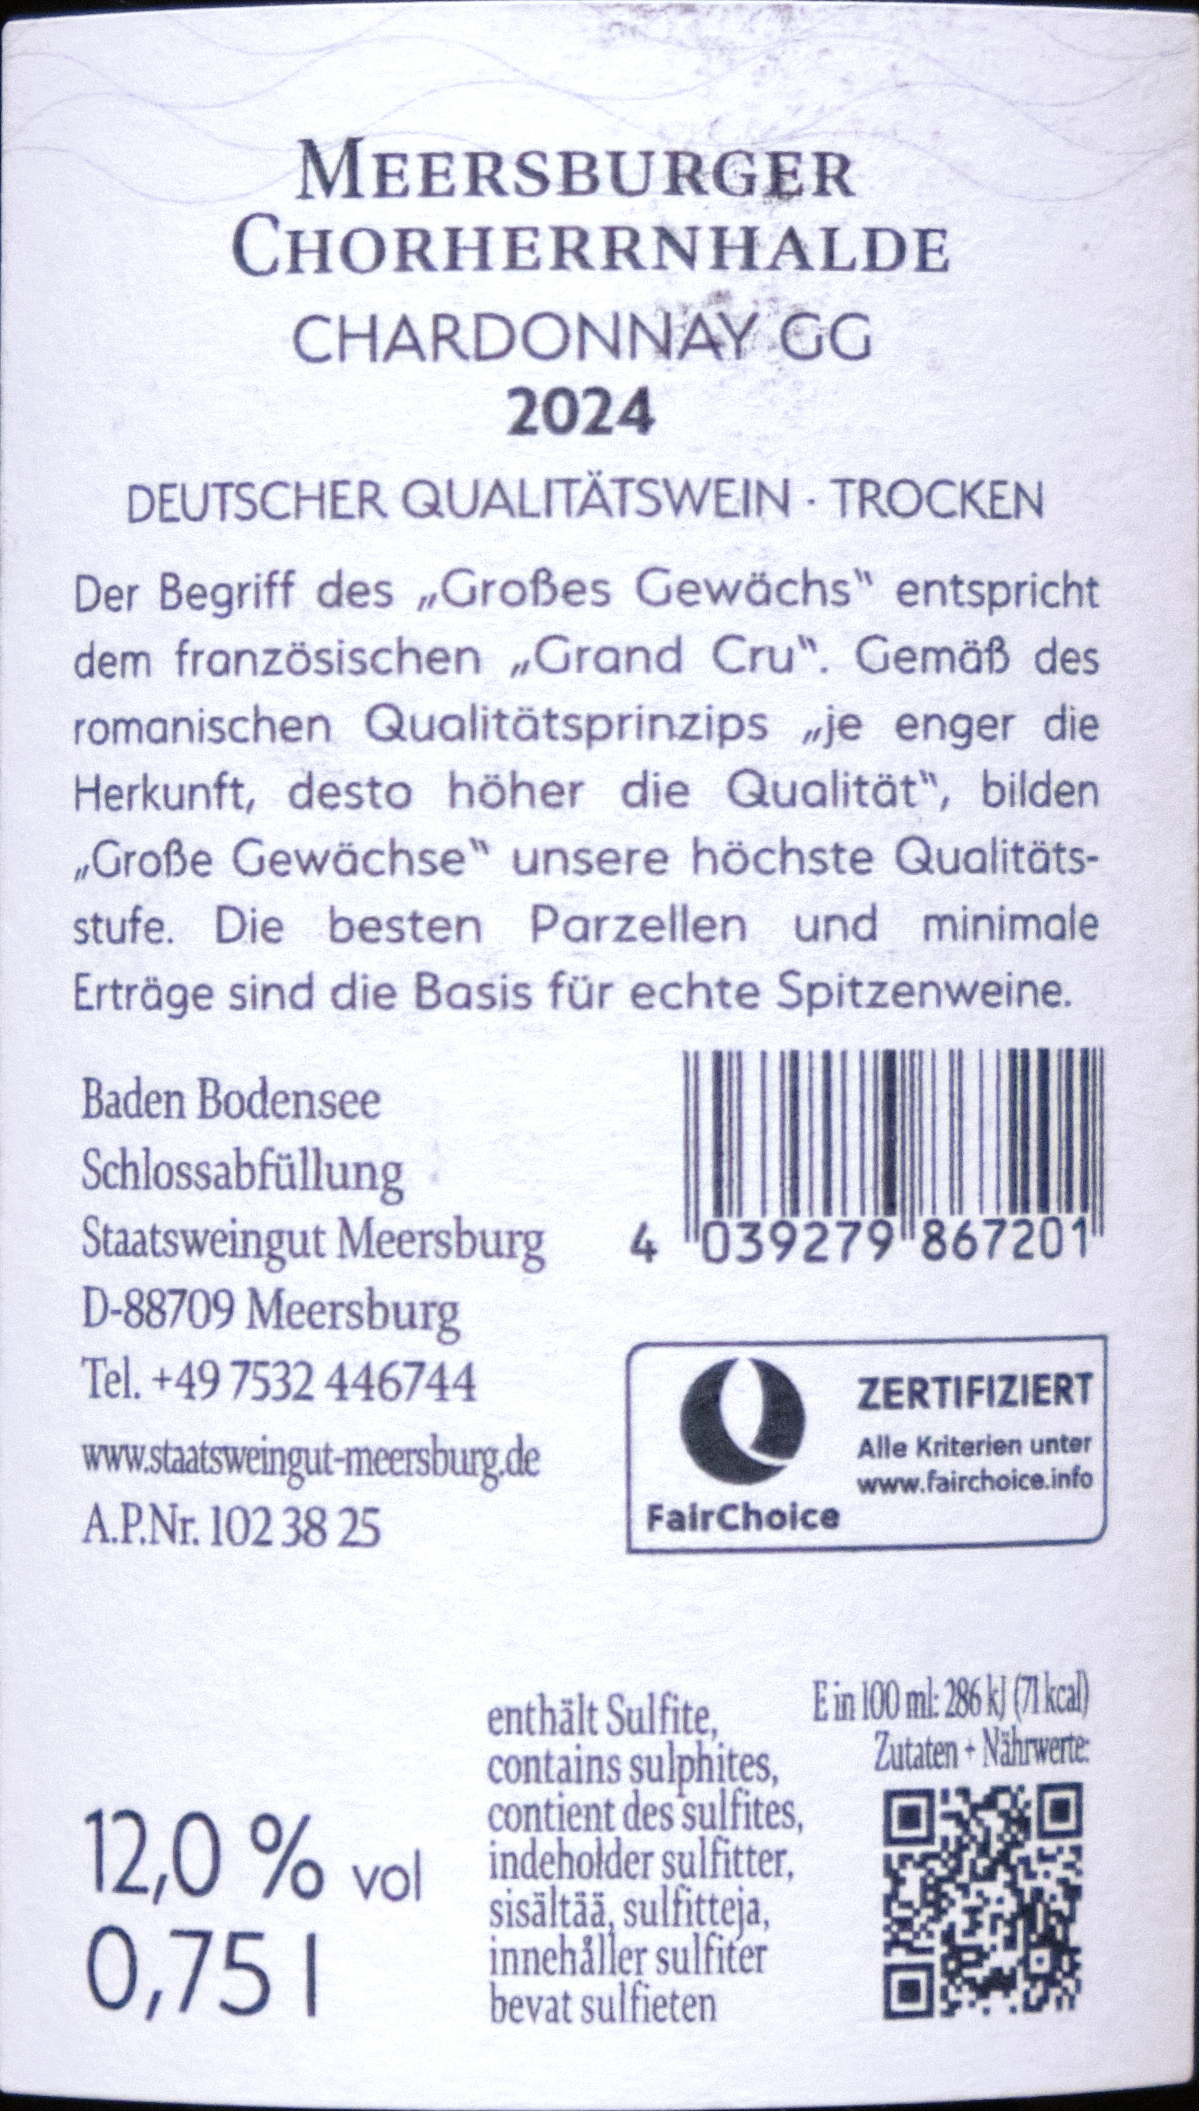 MEERSBURGER
CHORHERRNHALDE
CHARDONNAY GG
2024
DEUTSCHER QUALITÄTSWEIN · TROCKEN
Der Begriff des „Großes Gewächs“ entspricht
dem französischen „Grand Cru“. Gemäß des
romanischen Qualitätsprinzips „je enger die
Herkunft, desto höher die Qualität“, bilden
„Große Gewächse“ unsere höchste Qualitäts-
stufe. Die besten Parzellen und minimale
Erträge sind die Basis für echte Spitzenweine.
Baden Bodensee
Schlossabfüllung
Staatsweingut Meersburg
D-88709 Meersburg
Tel. +49 7532 446744
www.staatsweingut-meersburg.de
A.P.Nr. 102 38 25
4 039279 867201
FairChoice
ZERTIFIZIERT
Alle Kriterien unter
www.fairchoice.info
12,0 % vol
0,75 l
enthält Sulfite,
contains sulphites,
contient des sulfites,
indeholder sulfitter,
sisältää, sulfitteja,
innehåller sulfiter
bevat sulfieten
E in 100 ml: 286 kJ (71 kcal)
Zutaten + Nährwerte: